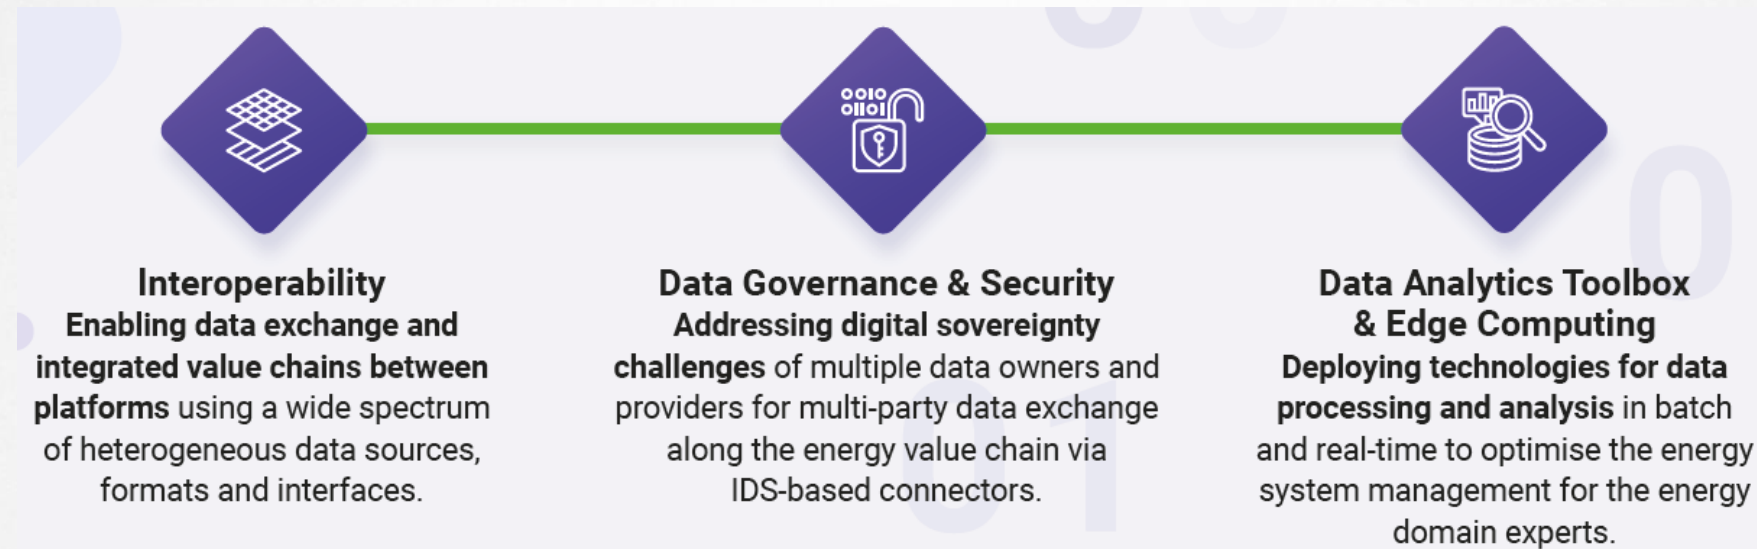 Interoperability
Enabling data exchange and
integrated value chains between
platforms using a wide spectrum
of heterogeneous data sources,
formats and interfaces.
Data Governance & Security
Addressing digital sovereignty
challenges of multiple data owners and
providers for multi-party data exchange
along the energy value chain via
IDS-based connectors.
Data Analytics Toolbox
& Edge Computing
Deploying technologies for data
processing and analysis in batch
and real-time to optimise the energy
system management for the energy
domain experts.